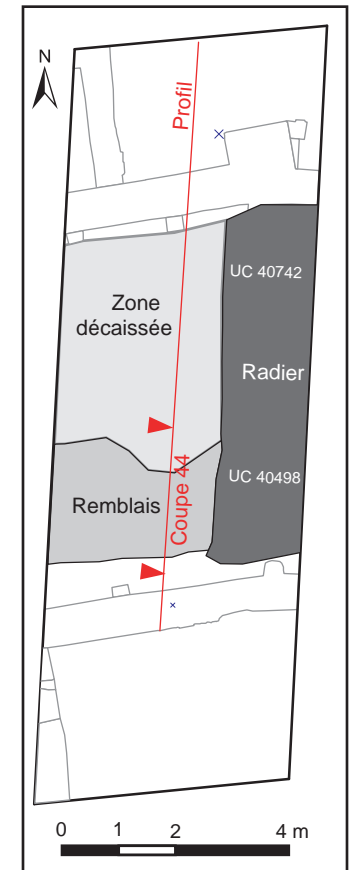 N
Profil
UC 40742
Zone
décaissée
Radier
UC 40498
Remblais
Coupe 44
0 1 2 4 m